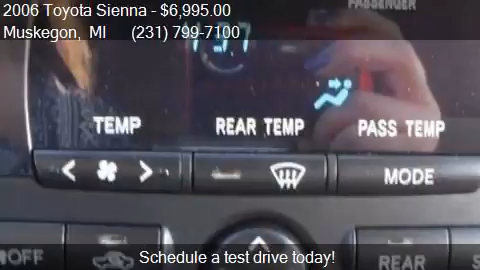 2006 Toyota Sienna - $6,995.00
Muskegon, MI (231) 799-7100
PASSENGER
TEMP REAR TEMP PASS TEMP
< > MODE
OFF REAR
Schedule a test drive today!